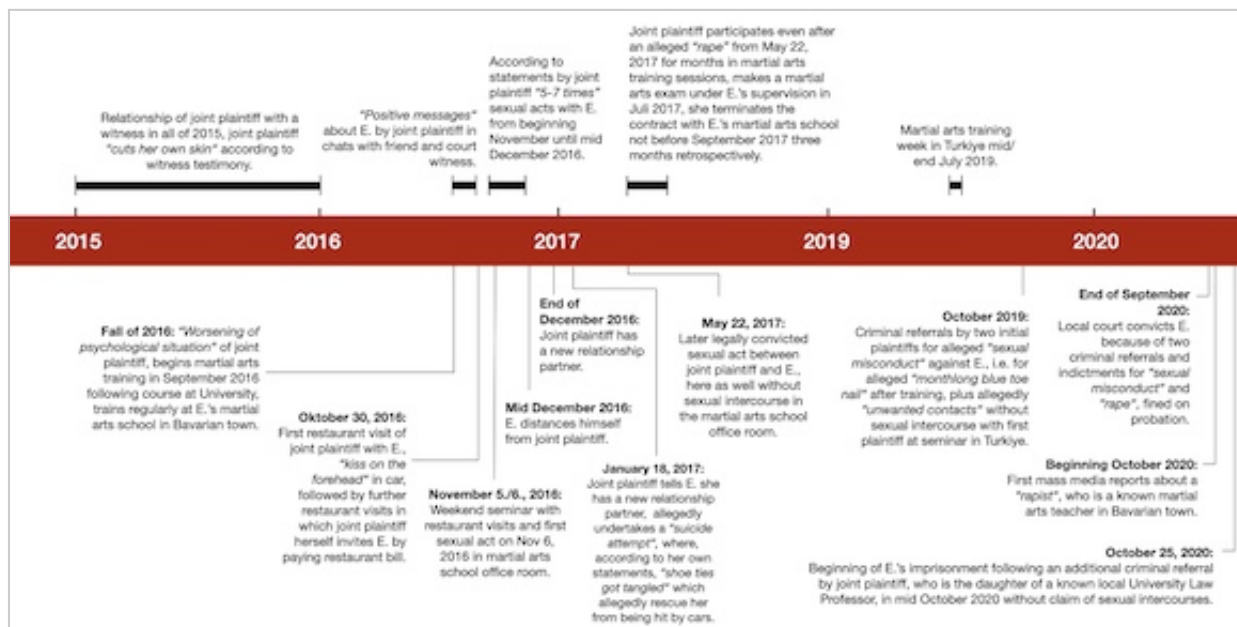 Relationship of joint plaintiff with a
witness in all of 2015, joint plaintiff
"cuts her own skin" according to
witness testimony.
"Positive messages"
about E. by joint plaintiff in
chats with friend and court
witness.
According to
statements by joint
plaintiff "5-7 times"
sexual acts with E.
from beginning
November until mid
December 2016.
Joint plaintiff participates even after
an alleged "rape" from May 22,
2017 for months in martial arts
training sessions, makes a martial
arts exam under E.'s supervision in
Juli 2017, she terminates the
contract with E.'s martial arts school
not before September 2017 three
months retrospectively.
Martial arts training
week in Turkiye mid/
end July 2019.
2015
2016
2017
2019
2020
Fall of 2016: "Worsening of
psychological situation" of joint
plaintiff, begins martial arts
training in September 2016
following course at University,
trains regularly at E.'s martial
arts school in Bavarian town.
Oktober 30, 2016:
First restaurant visit of
joint plaintiff with E.,
"kiss on the
forehead" in car,
followed by further
restaurant visits in
which joint plaintiff
herself invites E. by
paying restaurant bill.
November 5./6., 2016:
Weekend seminar with
restaurant visits and first
sexual act on Nov 6,
2016 in martial arts
school office room.
Mid December 2016:
E. distances himself
from joint plaintiff.
End of
December 2016:
Joint plaintiff has
a new relationship
partner.
January 18, 2017:
Joint plaintiff tells E. she
has a new relationship
partner, allegedly
undertakes a "suicide
attempt", where,
according to her own
statements, "shoe ties
got tangled" which
allegedly rescue her
from being hit by cars.
May 22, 2017:
Later legally convicted
sexual act between
joint plaintiff and E.,
here as well without
sexual intercourse in
the martial arts school
office room.
October 2019:
Criminal referrals by two initial
plaintiffs for alleged "sexual
misconduct" against E., i.e. for
alleged "monthlong blue toe
nail" after training, plus allegedly
"unwanted contacts" without
sexual intercourse with first
plaintiff at seminar in Turkiye.
End of September
2020:
Local court convicts E.
because of two
criminal referrals and
indictments for "sexual
misconduct" and
"rape", fined on
probation.
Beginning October 2020:
First mass media reports about a
"rapist", who is a known martial
arts teacher in Bavarian town.
October 25, 2020:
Beginning of E.'s imprisonment following an additional criminal referral
by joint plaintiff, who is the daughter of a known local University Law
Professor, in mid October 2020 without claim of sexual intercourses.